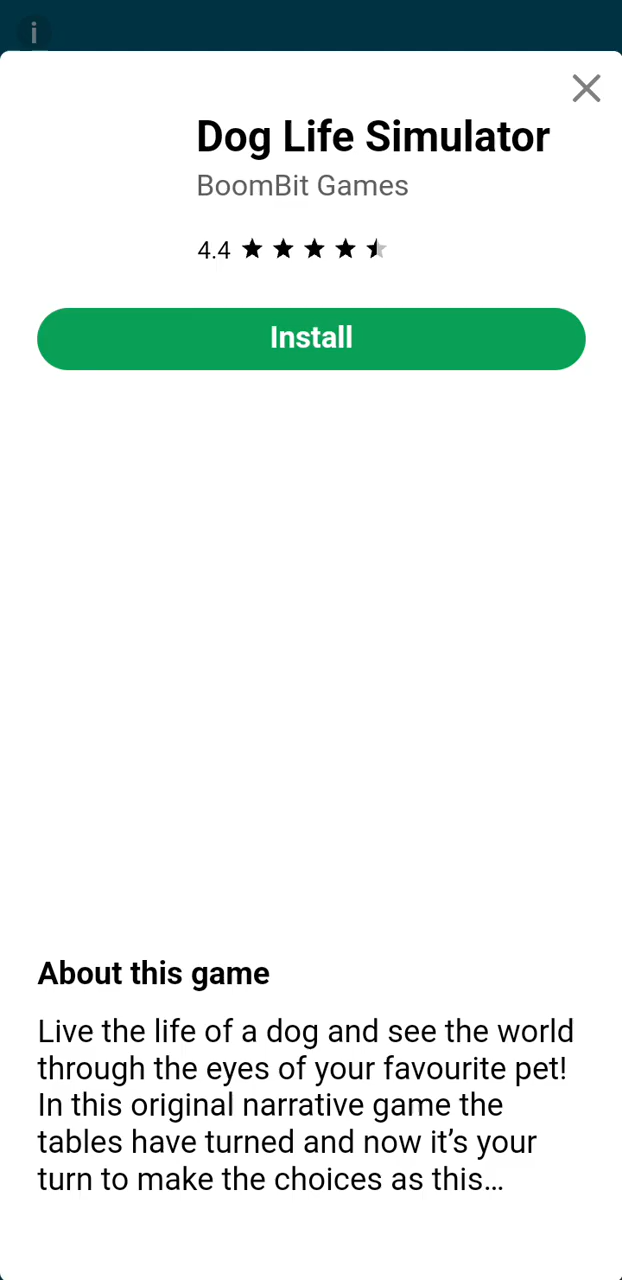 i
Dog Life Simulator
BoomBit Games
4.4
Install
About this game
Live the life of a dog and see the world
through the eyes of your favourite pet!
In this original narrative game the
tables have turned and now it’s your
turn to make the choices as this…